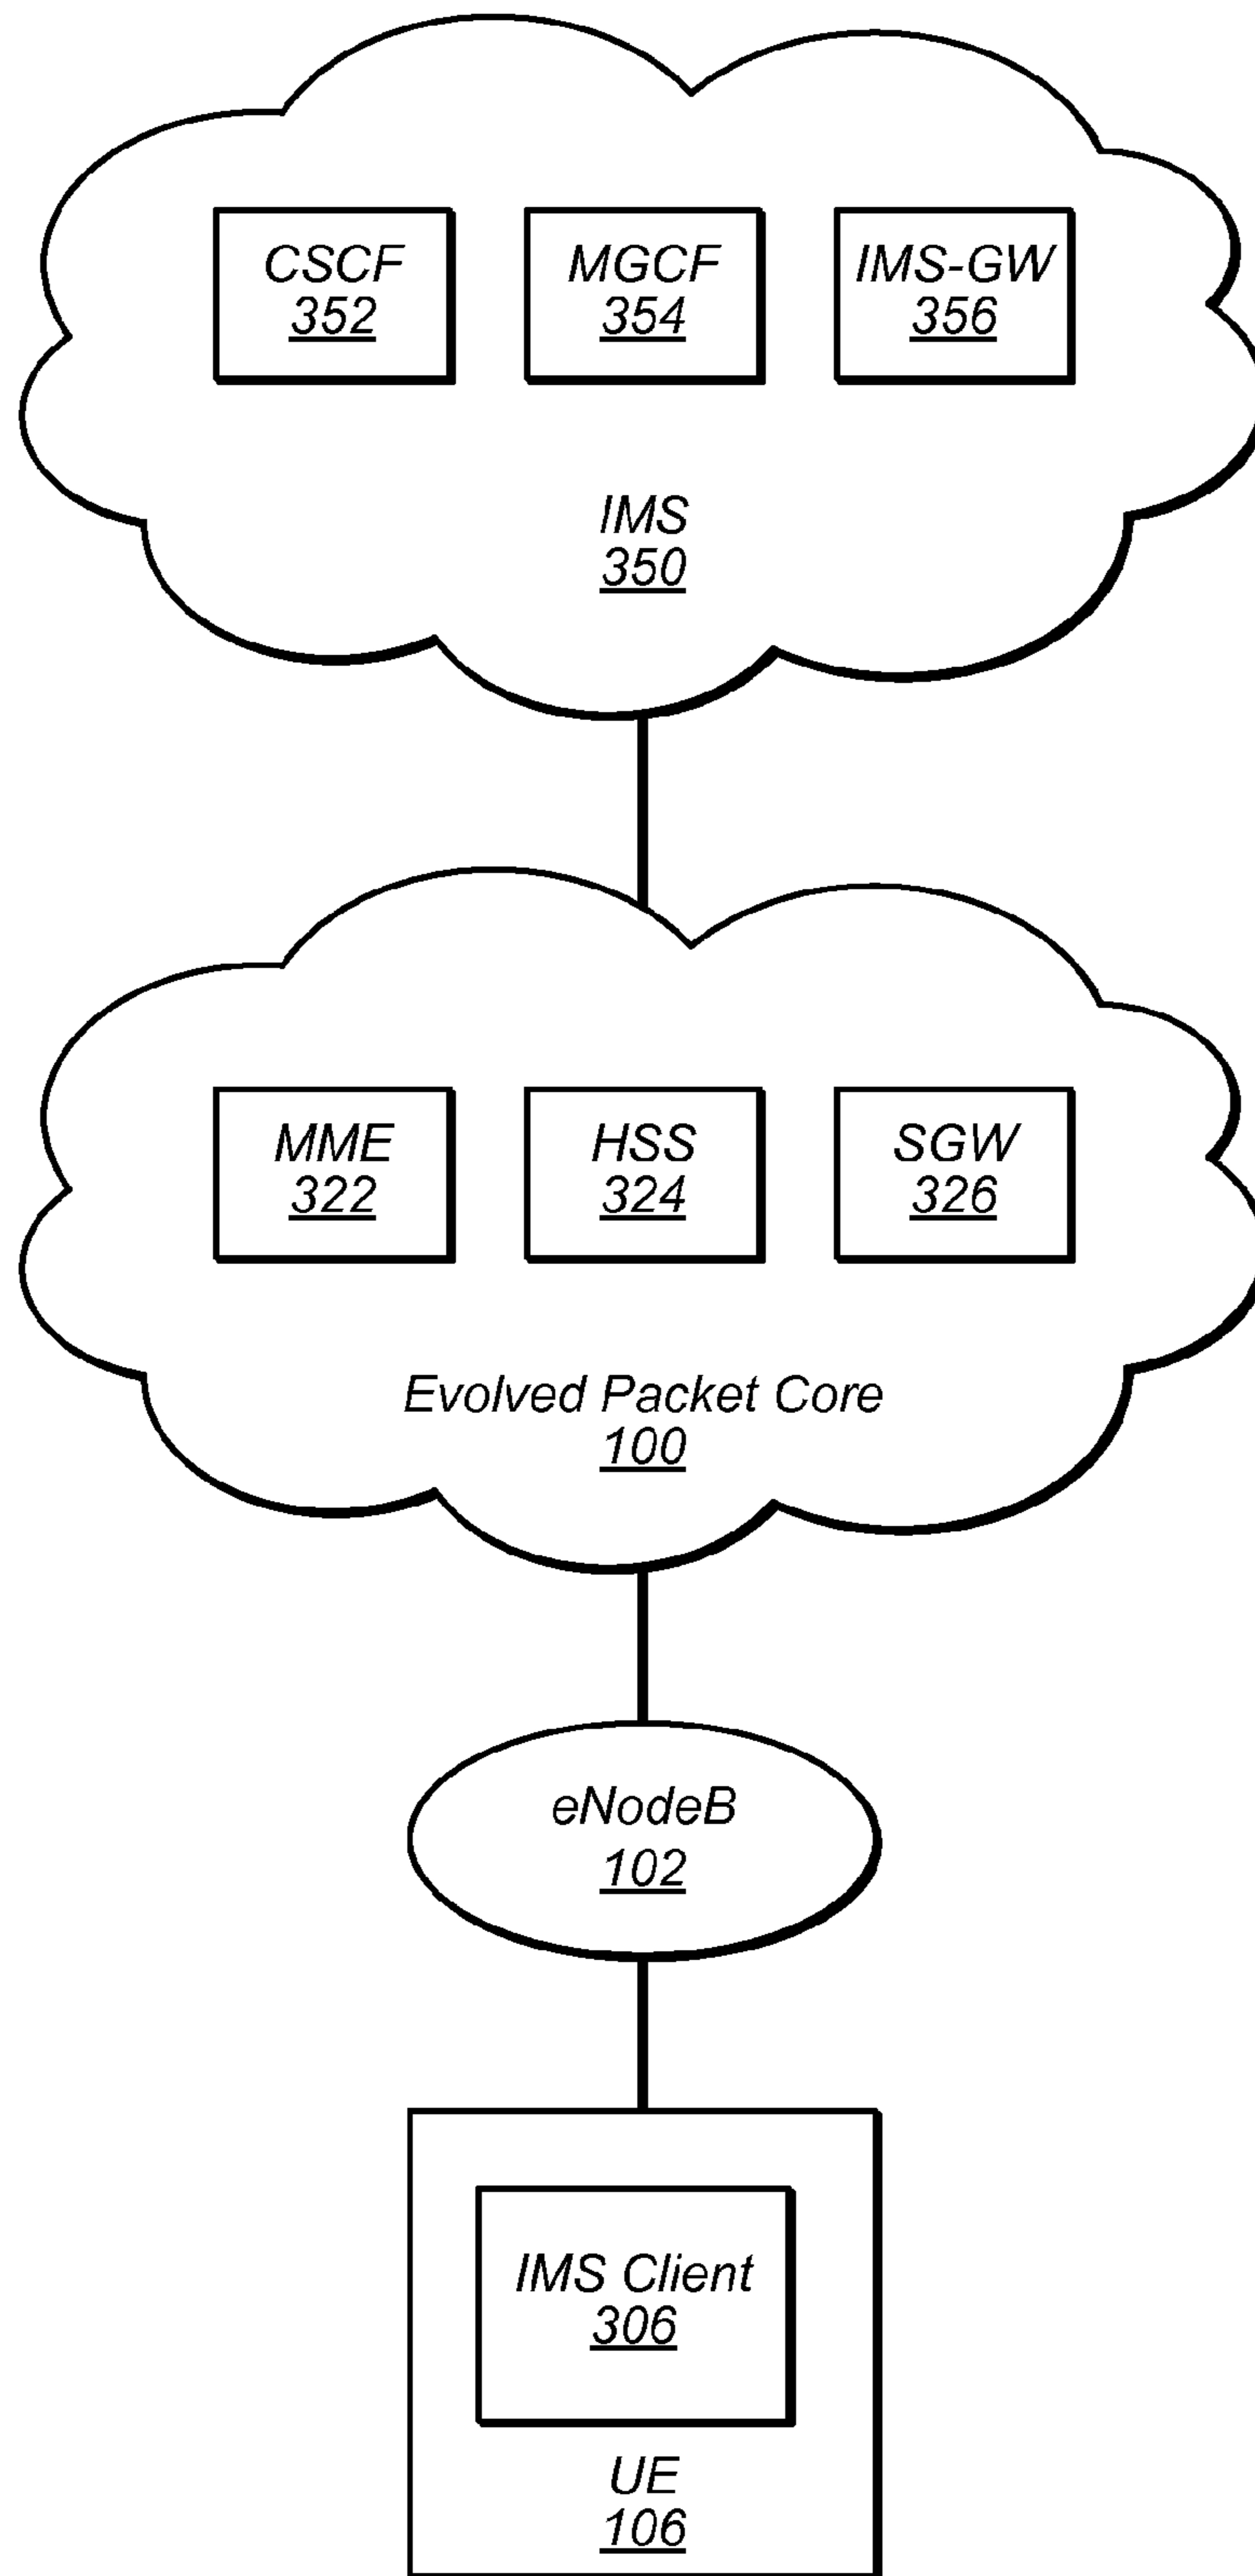 CSCF
352
MGCF
354
IMS-GW
356
IMS
350
MME
322
HSS
324
SGW
326
Evolved Packet Core
100
eNodeB
102
IMS Client
306
UE
106